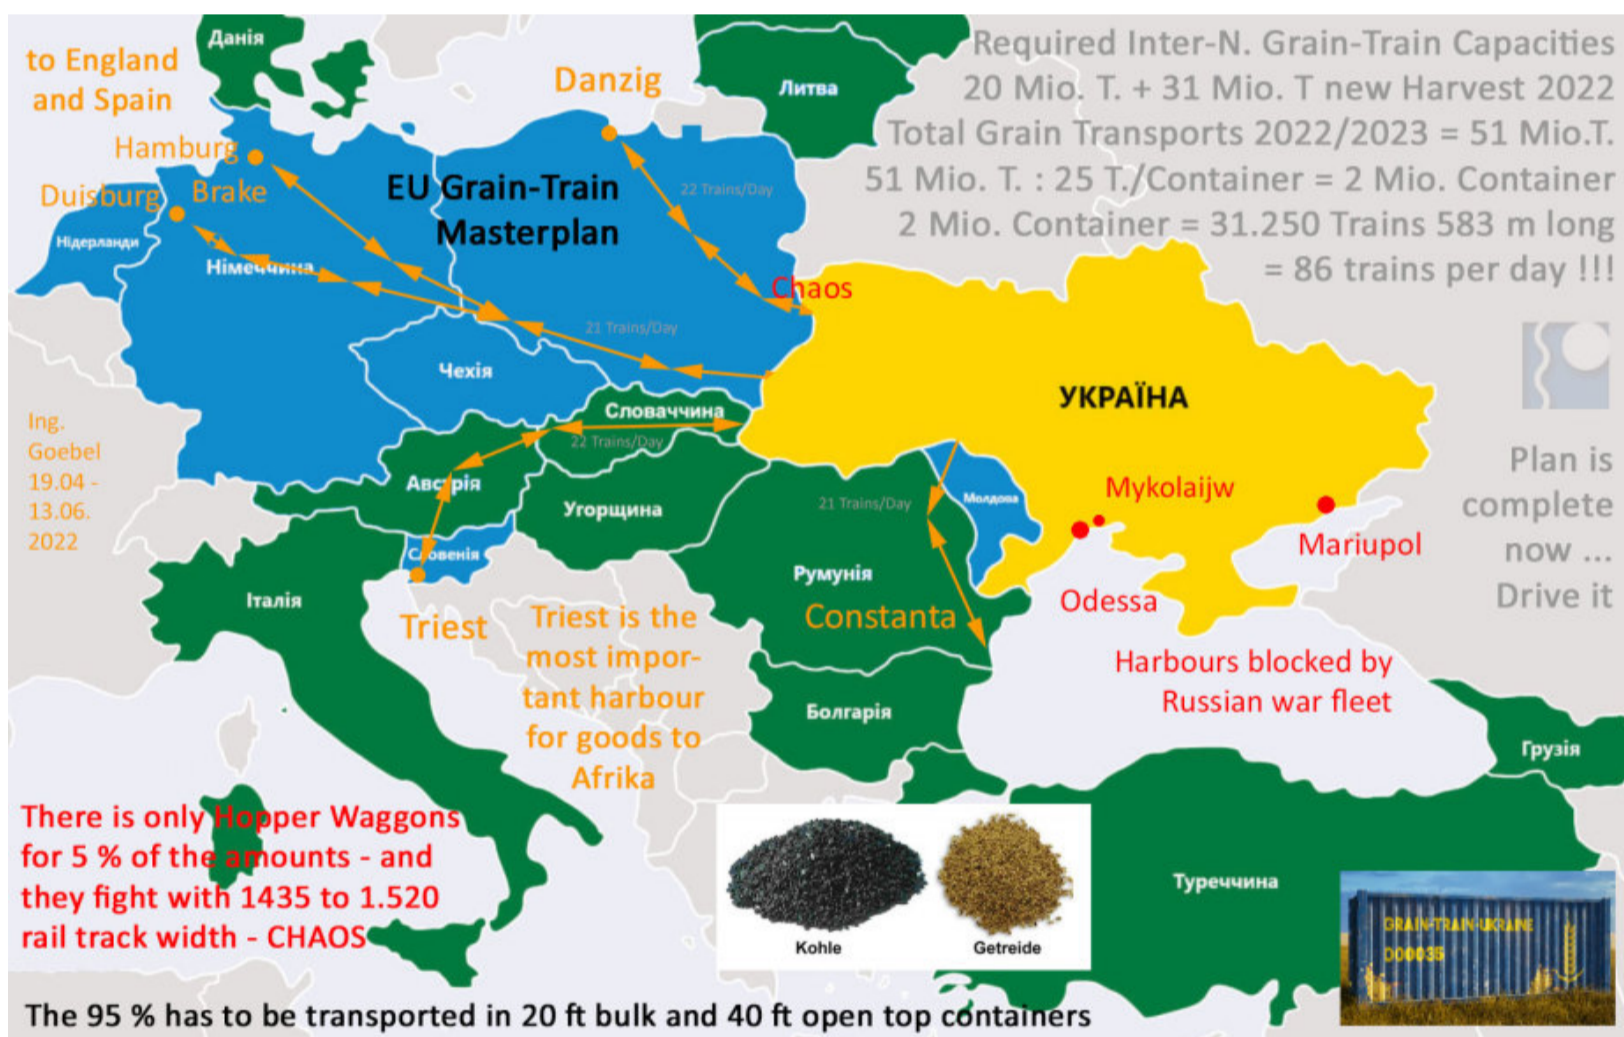 Данія
to England
and Spain
Danzig
Литва
Required Inter-N. Grain-Train Capacities
20 Mio. T. + 31 Mio. T new Harvest 2022
Total Grain Transports 2022/2023 = 51 Mio.T.
51 Mio. T. : 25 T./Container = 2 Mio. Container
2 Mio. Container = 31.250 Trains 583 m long
= 86 trains per day !!!
Hamburg
Duisburg
Brake
EU Grain-Train
Masterplan
22 Trains/Day
Нідерланди
Німеччина
Chaos
21 Trains/Day
Чехія
УКРАЇНА
Словаччина
22 Trains/Day
Ing.
Goebel
19.04 -
13.06.
2022
Австрія
Угорщина
21 Trains/Day
Молдова
Mykolaijw
Plan is
complete
now ...
Drive it
Mariupol
Словенія
Румунія
Італія
Odessa
Triest
Constanta
Triest is the
most impor-
tant harbour
for goods to
Afrika
Harbours blocked by
Russian war fleet
Болгарія
Грузія
There is only Hopper Waggons
for 5 % of the amounts - and
they fight with 1435 to 1.520
rail track width - CHAOS
Kohle
Getreide
Туреччина
GRAIN-TRAIN-UKRAINE
000035
The 95 % has to be transported in 20 ft bulk and 40 ft open top containers